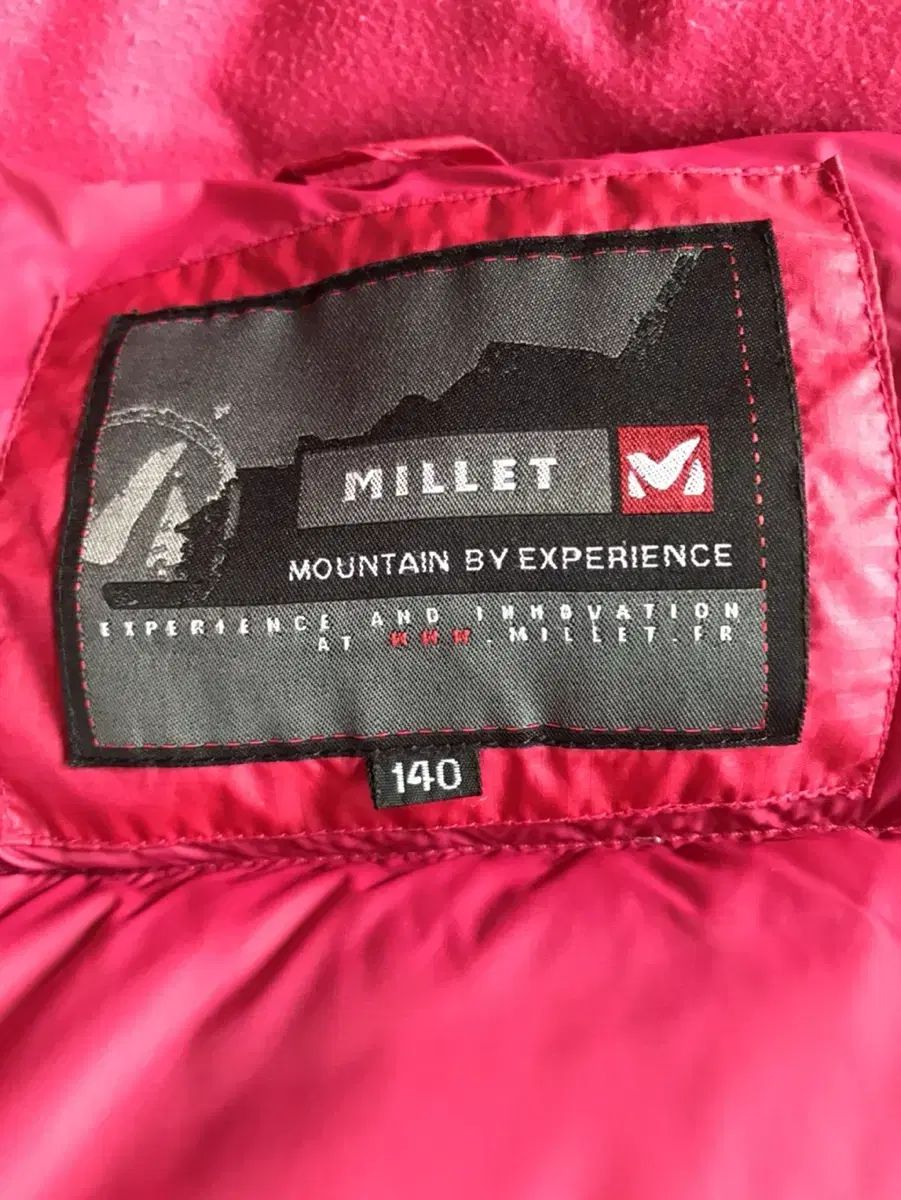 MILLET
MOUNTAIN BY EXPERIENCE
EXPERIENCE AND INNOVATION
AT WWW.MILLET.FR
140